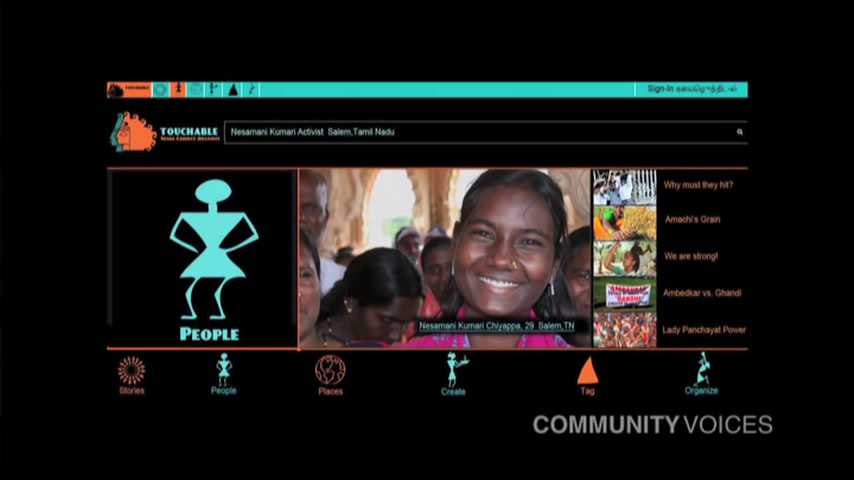 Sign-In
TOUCHABLE
Nesamani Kumari Activist Salem,Tamil Nadu
PEOPLE
Nesamani Kumari Chiyappa, 29 Salem,TN
Why must they hit?
Amachi's Grain
We are strong!
Ambedkar vs. Ghandi
Lady Panchayat Power
Stories
People
Places
Create
Tag
Organize
COMMUNITY VOICES